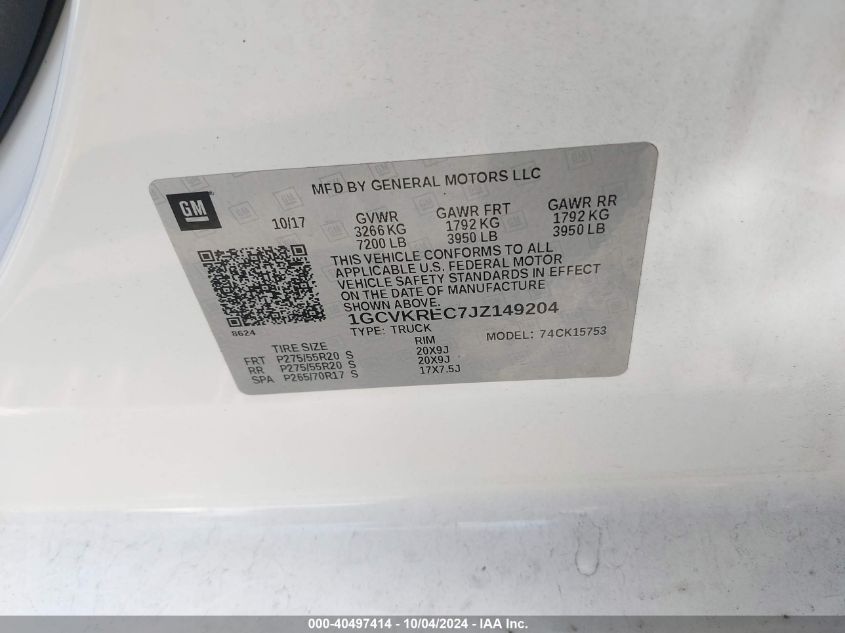 GM
MFD BY GENERAL MOTORS LLC
10/17
GVWR GAWR FRT GAWR RR
3266 KG 1792 KG 1792 KG
7200 LB 3950 LB 3950 LB
THIS VEHICLE CONFORMS TO ALL
APPLICABLE U.S. FEDERAL MOTOR
VEHICLE SAFETY STANDARDS IN EFFECT
ON THE DATE OF MANUFACTURE
SHOWN ABOVE.
8624
1GCVKREC7JZ149204
TYPE: TRUCK MODEL: 74CK15753
TIRE SIZE RIM
FRT P275/55R20 S 20X9J
RR P275/55R20 S 20X9J
SPA P265/70R17 S 17X7.5J
000-40497414 - 10/04/2024 - IAA Inc.